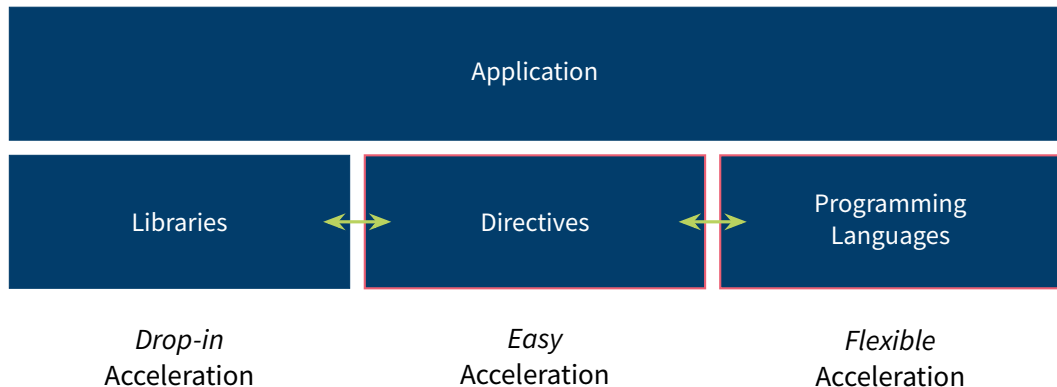 Application
Libraries
Directives
Programming
Languages
Drop-in
Acceleration
Easy
Acceleration
Flexible
Acceleration